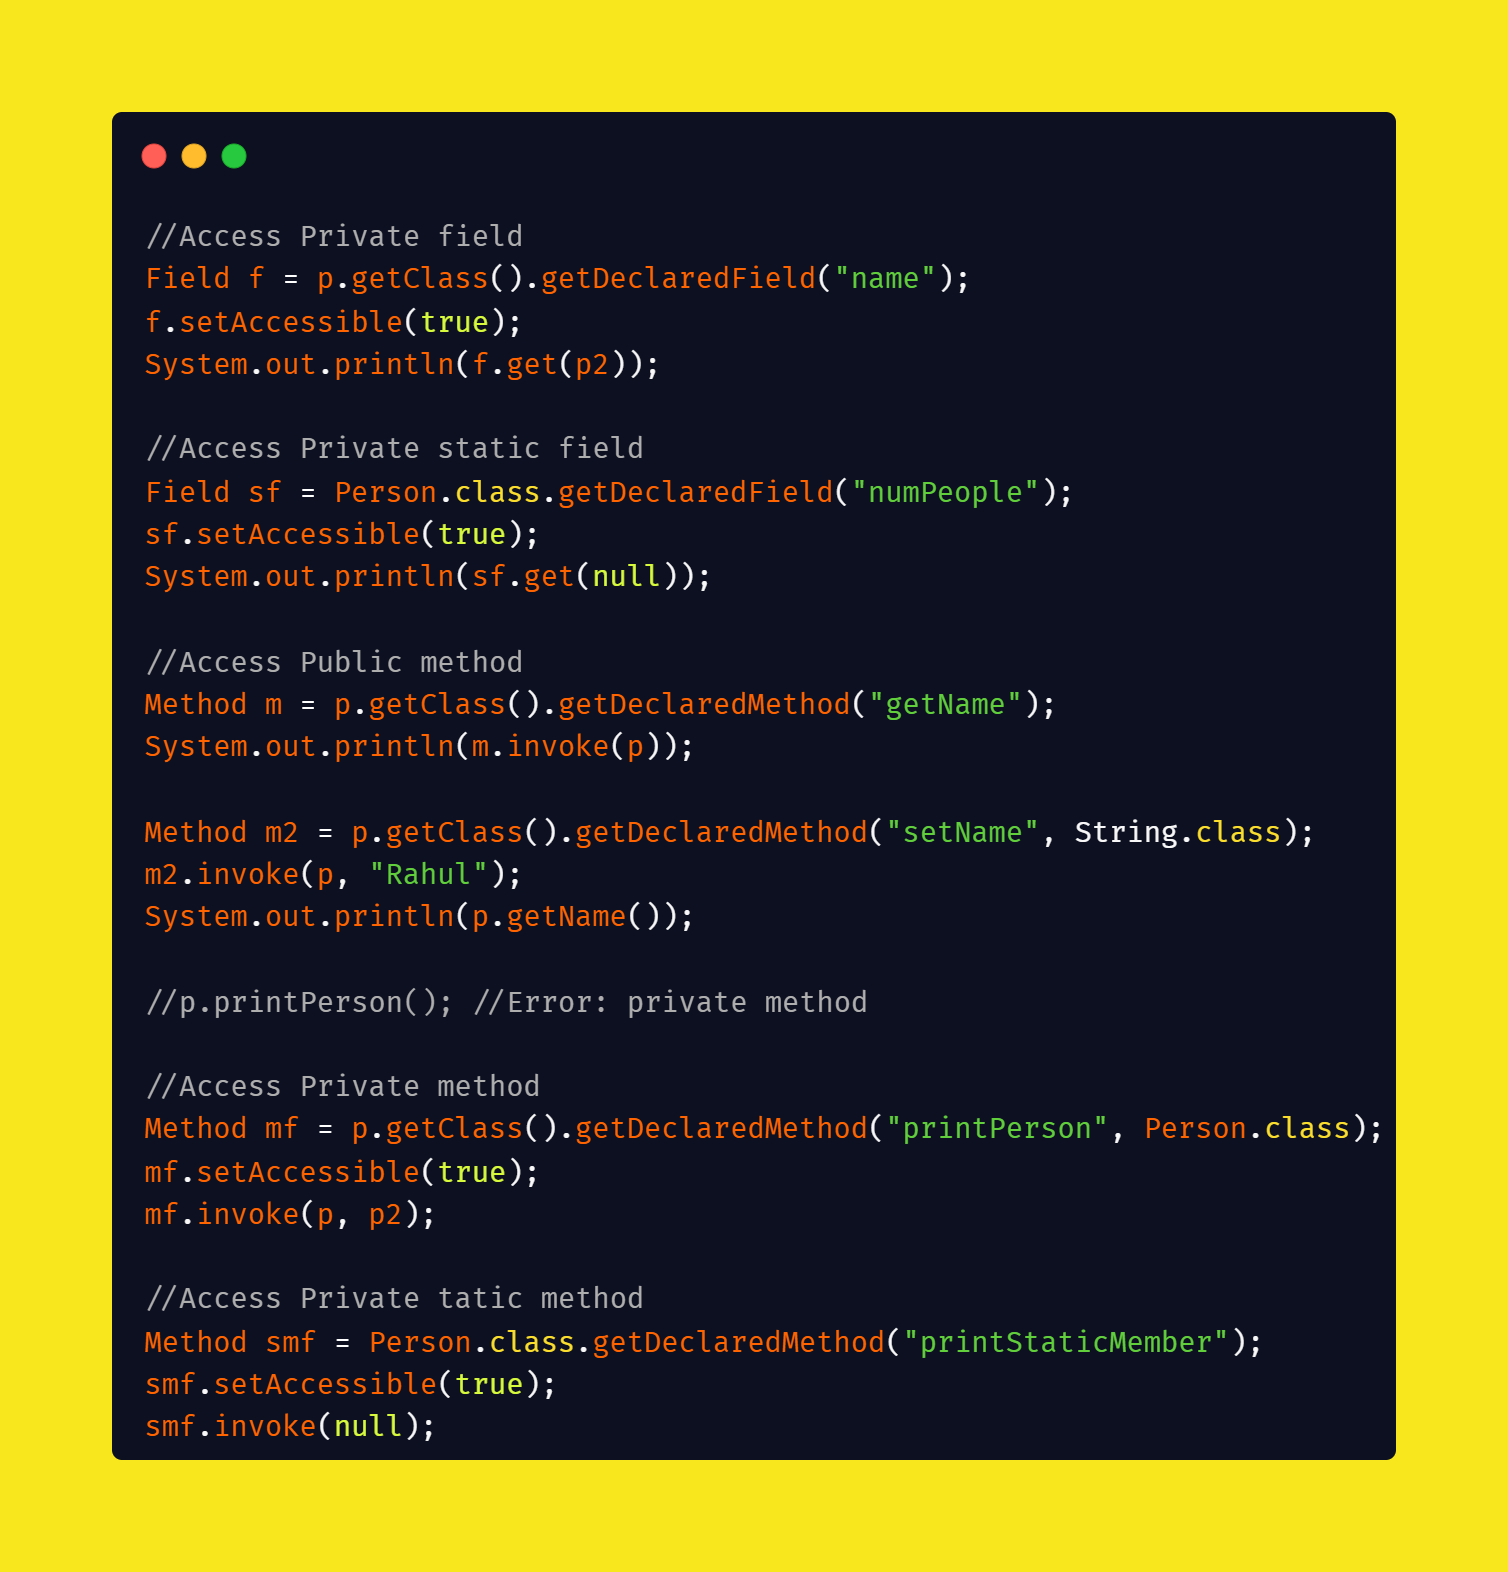 //Access Private field
Field f = p.getClass().getDeclaredField("name");
f.setAccessible(true);
System.out.println(f.get(p2));

//Access Private static field
Field sf = Person.class.getDeclaredField("numPeople");
sf.setAccessible(true);
System.out.println(sf.get(null));

//Access Public method
Method m = p.getClass().getDeclaredMethod("getName");
System.out.println(m.invoke(p));

Method m2 = p.getClass().getDeclaredMethod("setName", String.class);
m2.invoke(p, "Rahul");
System.out.println(p.getName());

//p.printPerson(); //Error: private method

//Access Private method
Method mf = p.getClass().getDeclaredMethod("printPerson", Person.class);
mf.setAccessible(true);
mf.invoke(p, p2);

//Access Private tatic method
Method smf = Person.class.getDeclaredMethod("printStaticMember");
smf.setAccessible(true);
smf.invoke(null);